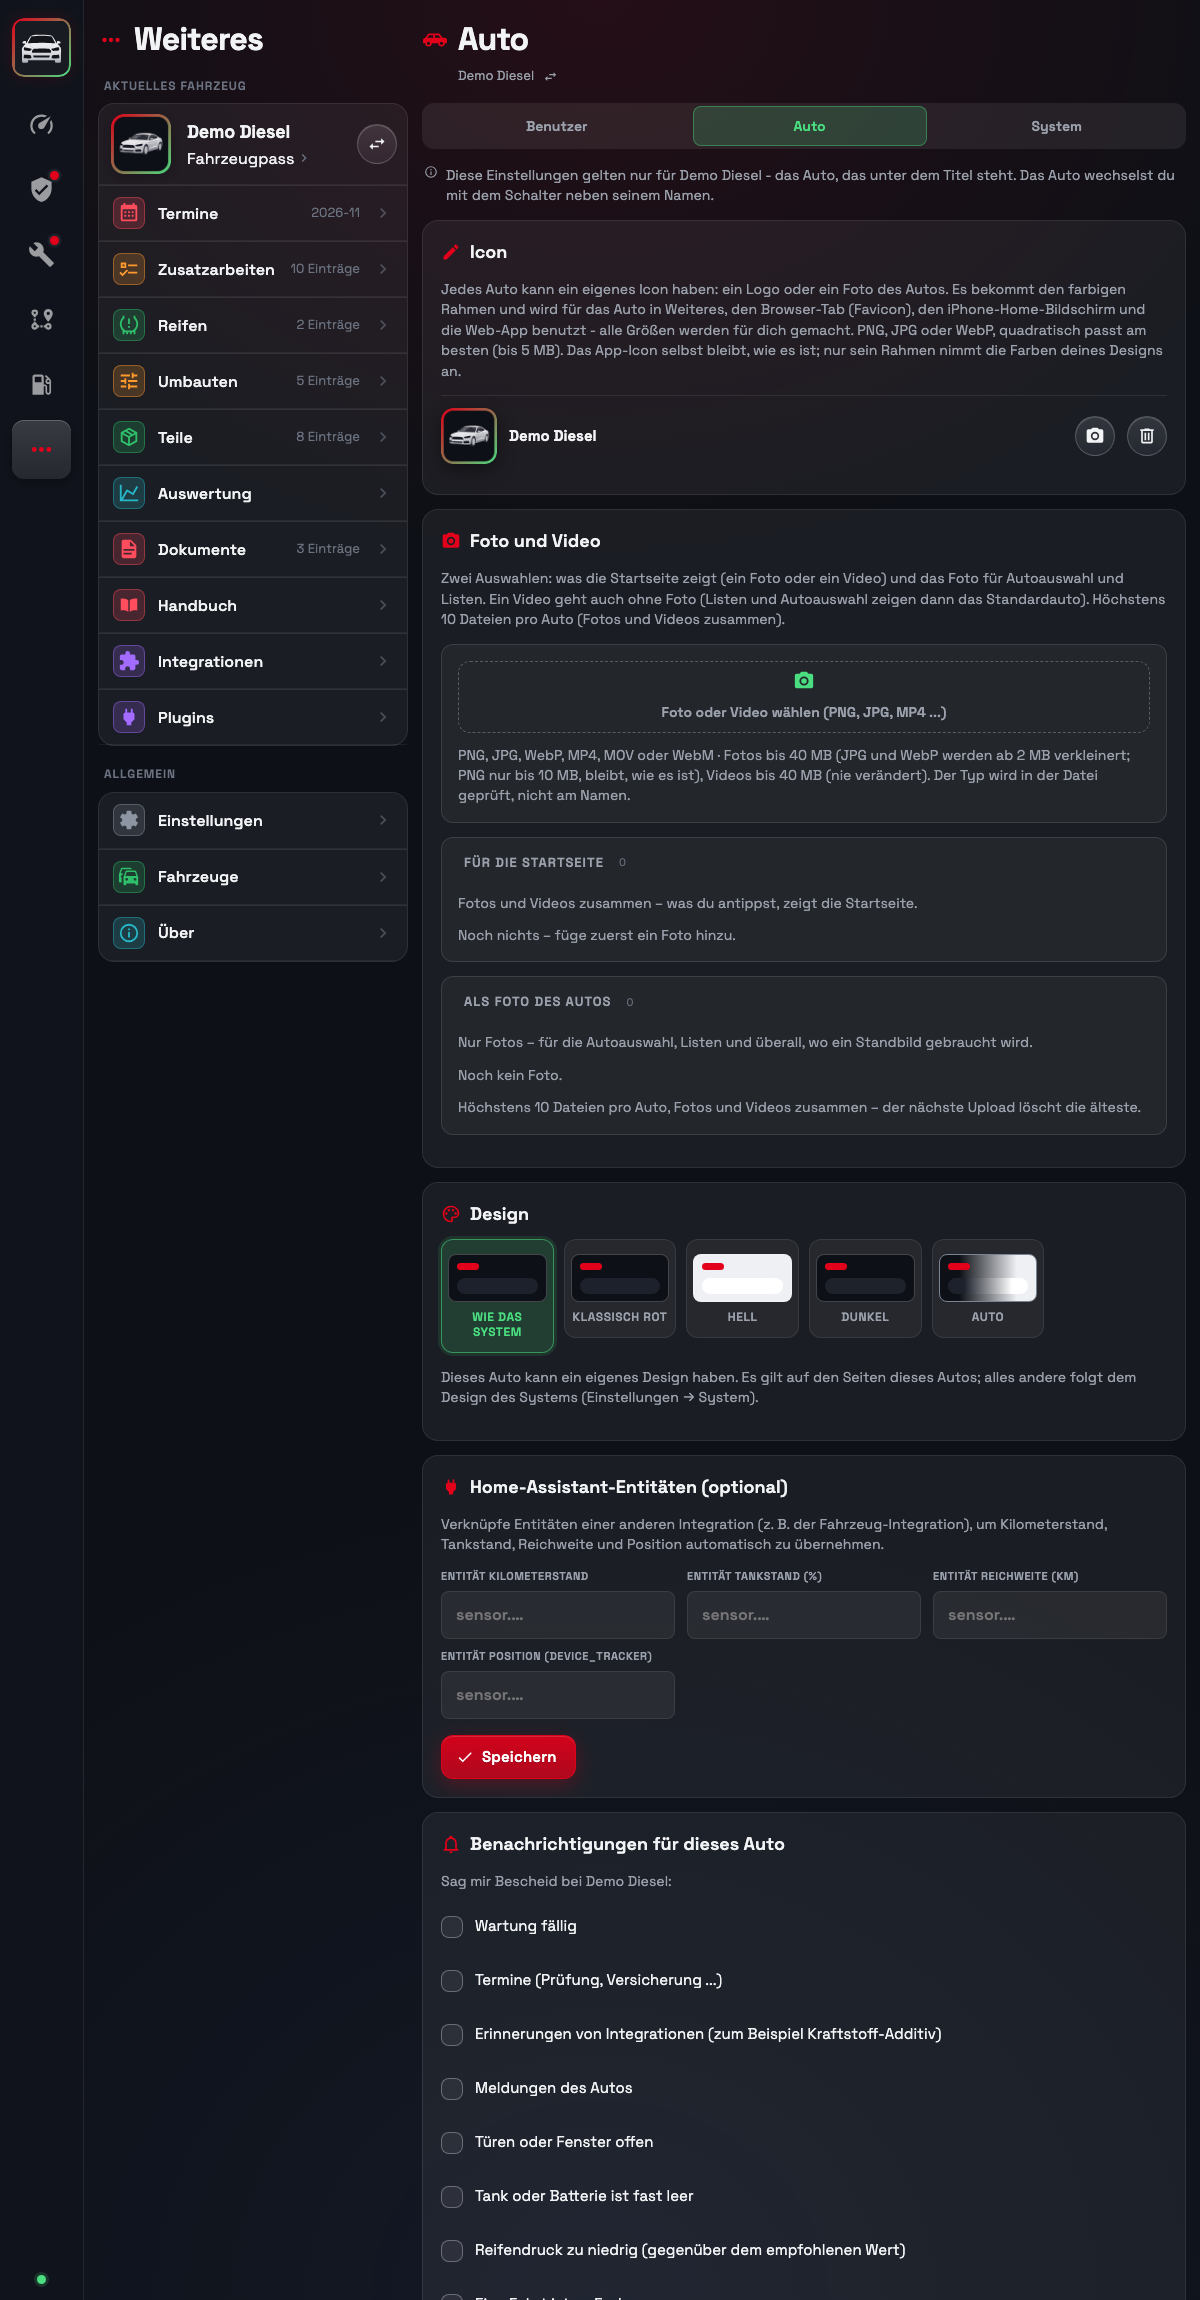 Weiteres
AKTUELLES FAHRZEUG
Demo Diesel
Fahrzeugpass
Termine 2026-11
Zusatzarbeiten 10 Einträge
Reifen 2 Einträge
Umbauten 5 Einträge
Teile 8 Einträge
Auswertung
Dokumente 3 Einträge
Handbuch
Integrationen
Plugins
ALLGEMEIN
Einstellungen
Fahrzeuge
Über
Auto
Demo Diesel
Benutzer Auto System
Diese Einstellungen gelten nur für Demo Diesel - das Auto, das unter dem Titel steht. Das Auto wechselst du
mit dem Schalter neben seinem Namen.
Icon
Jedes Auto kann ein eigenes Icon haben: ein Logo oder ein Foto des Autos. Es bekommt den farbigen
Rahmen und wird für das Auto in Weiteres, den Browser-Tab (Favicon), den iPhone-Home-Bildschirm und
die Web-App benutzt - alle Größen werden für dich gemacht. PNG, JPG oder WebP, quadratisch passt am
besten (bis 5 MB). Das App-Icon selbst bleibt, wie es ist; nur sein Rahmen nimmt die Farben deines Designs
an.
Demo Diesel
Foto und Video
Zwei Auswahlen: was die Startseite zeigt (ein Foto oder ein Video) und das Foto für Autoauswahl und
Listen. Ein Video geht auch ohne Foto (Listen und Autoauswahl zeigen dann das Standardauto). Höchstens
10 Dateien pro Auto (Fotos und Videos zusammen).
Foto oder Video wählen (PNG, JPG, MP4 ...)
PNG, JPG, WebP, MP4, MOV oder WebM · Fotos bis 40 MB (JPG und WebP werden ab 2 MB verkleinert;
PNG nur bis 10 MB, bleibt, wie es ist), Videos bis 40 MB (nie verändert). Der Typ wird in der Datei
geprüft, nicht am Namen.
FÜR DIE STARTSEITE 0
Fotos und Videos zusammen – was du antippst, zeigt die Startseite.
Noch nichts – füge zuerst ein Foto hinzu.
ALS FOTO DES AUTOS 0
Nur Fotos – für die Autoauswahl, Listen und überall, wo ein Standbild gebraucht wird.
Noch kein Foto.
Höchstens 10 Dateien pro Auto, Fotos und Videos zusammen – der nächste Upload löscht die älteste.
Design
WIE DAS
SYSTEM
KLASSISCH ROT
HELL
DUNKEL
AUTO
Dieses Auto kann ein eigenes Design haben. Es gilt auf den Seiten dieses Autos; alles andere folgt dem
Design des Systems (Einstellungen → System).
Home-Assistant-Entitäten (optional)
Verknüpfe Entitäten einer anderen Integration (z. B. der Fahrzeug-Integration), um Kilometerstand,
Tankstand, Reichweite und Position automatisch zu übernehmen.
ENTITÄT KILOMETERSTAND ENTITÄT TANKSTAND (%) ENTITÄT REICHWEITE (KM)
sensor.... sensor.... sensor....
ENTITÄT POSITION (DEVICE_TRACKER)
sensor....
Speichern
Benachrichtigungen für dieses Auto
Sag mir Bescheid bei Demo Diesel:
Wartung fällig
Termine (Prüfung, Versicherung ...)
Erinnerungen von Integrationen (zum Beispiel Kraftstoff-Additiv)
Meldungen des Autos
Türen oder Fenster offen
Tank oder Batterie ist fast leer
Reifendruck zu niedrig (gegenüber dem empfohlenen Wert)